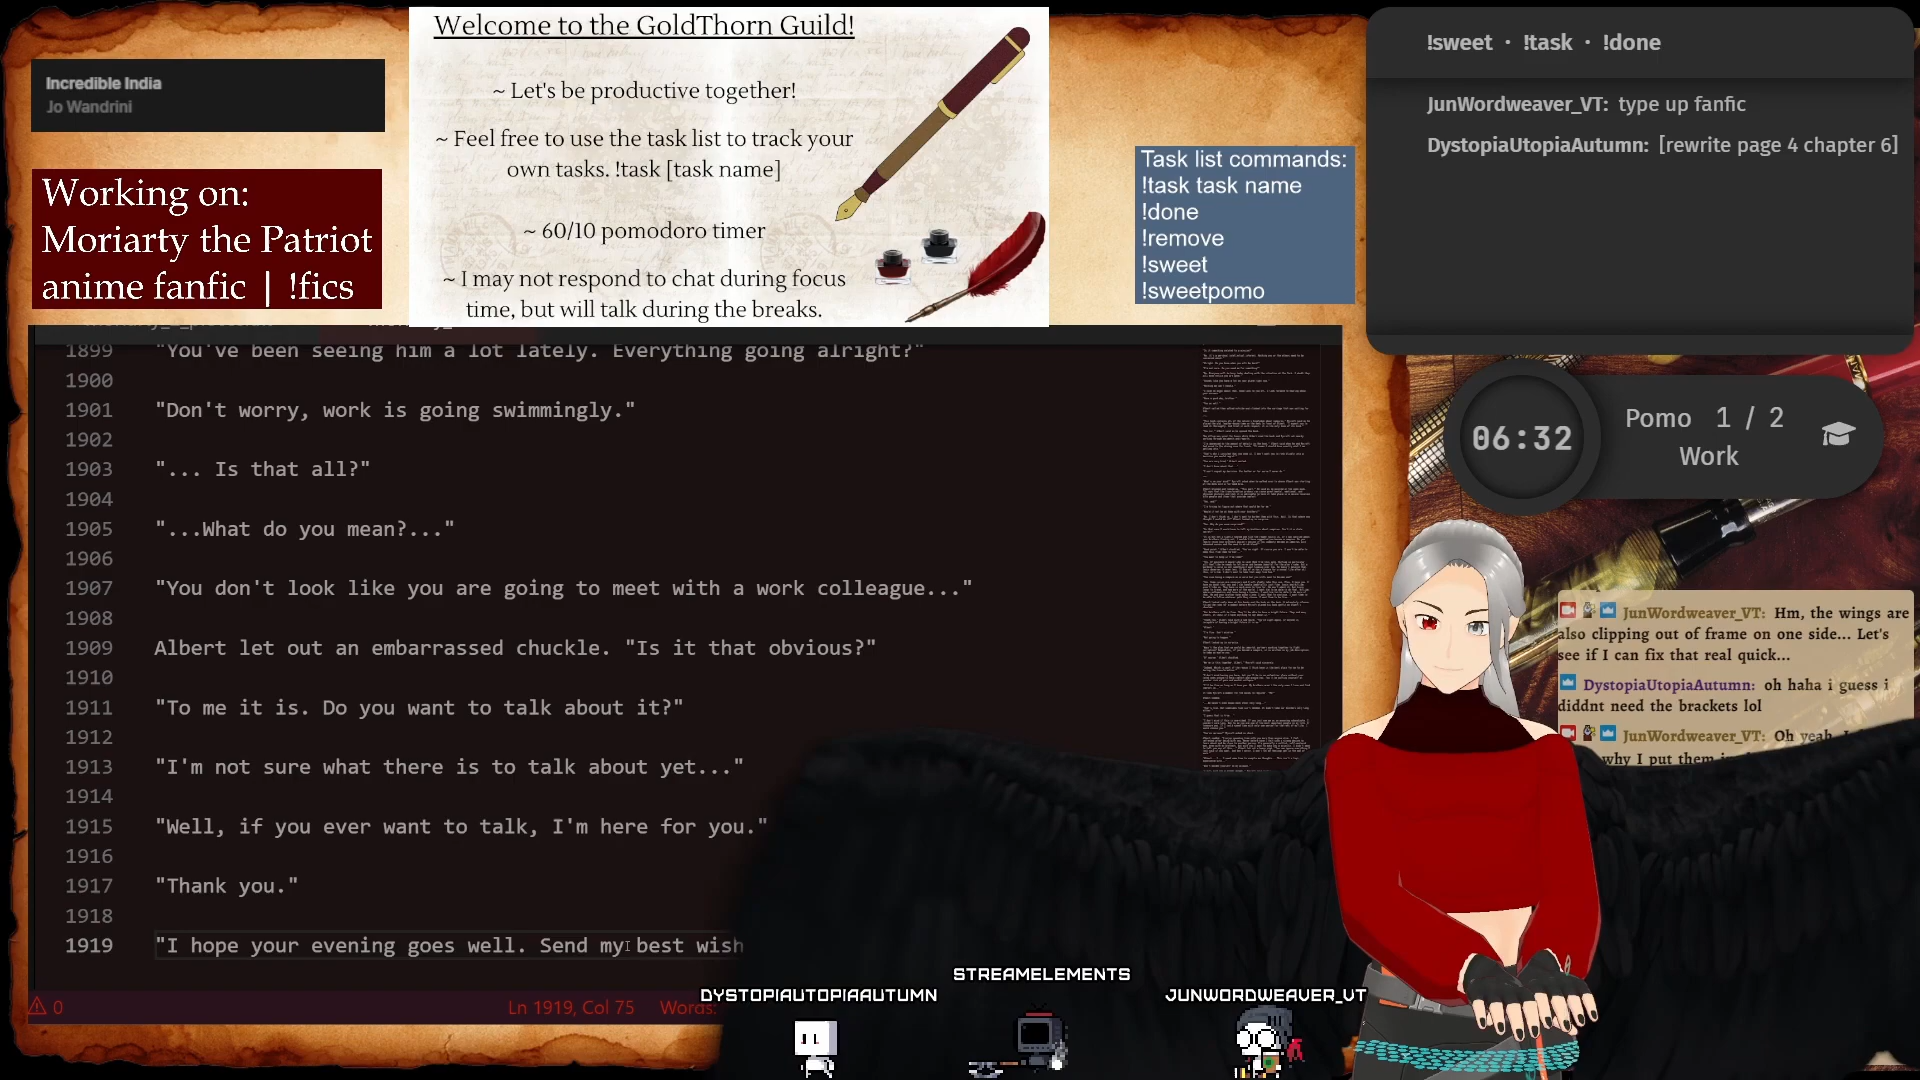 Incredible India
Jo Wandrini
Working on:
Moriarty the Patriot
anime fanfic | !fics
Welcome to the GoldThorn Guild!
~ Let's be productive together!
~ Feel free to use the task list to track your
own tasks. !task [task name]
~ 60/10 pomodoro timer
~ I may not respond to chat during focus
time, but will talk during the breaks.
Task list commands:
!task task name
!done
!remove
!sweet
!sweetpomo
!sweet · !task · !done
JunWordweaver_VT: type up fanfic
DystopiaUtopiaAutumn: [rewrite page 4 chapter 6]
06:32
Pomo 1 / 2
Work
1899 "You've been seeing him a lot lately. Everything going alright?"
1900
1901 "Don't worry, work is going swimmingly."
1902
1903 "... Is that all?"
1904
1905 "...What do you mean?..."
1906
1907 "You don't look like you are going to meet with a work colleague..."
1908
1909 Albert let out an embarrassed chuckle. "Is it that obvious?"
1910
1911 "To me it is. Do you want to talk about it?"
1912
1913 "I'm not sure what there is to talk about yet..."
1914
1915 "Well, if you ever want to talk, I'm here for you."
1916
1917 "Thank you."
1918
1919 "I hope your evening goes well. Send my best wish
0 Ln 1919, Col 75 Words:
JunWordweaver_VT: Hm, the wings are
also clipping out of frame on one side... Let's
see if I can fix that real quick...
DystopiaUtopiaAutumn: oh haha i guess i
diddnt need the brackets lol
JunWordweaver_VT: Oh yeah,
why I put them
DYSTOPIAUTOPIAAUTUMN
STREAMELEMENTS
JUNWORDWEAVER_VT